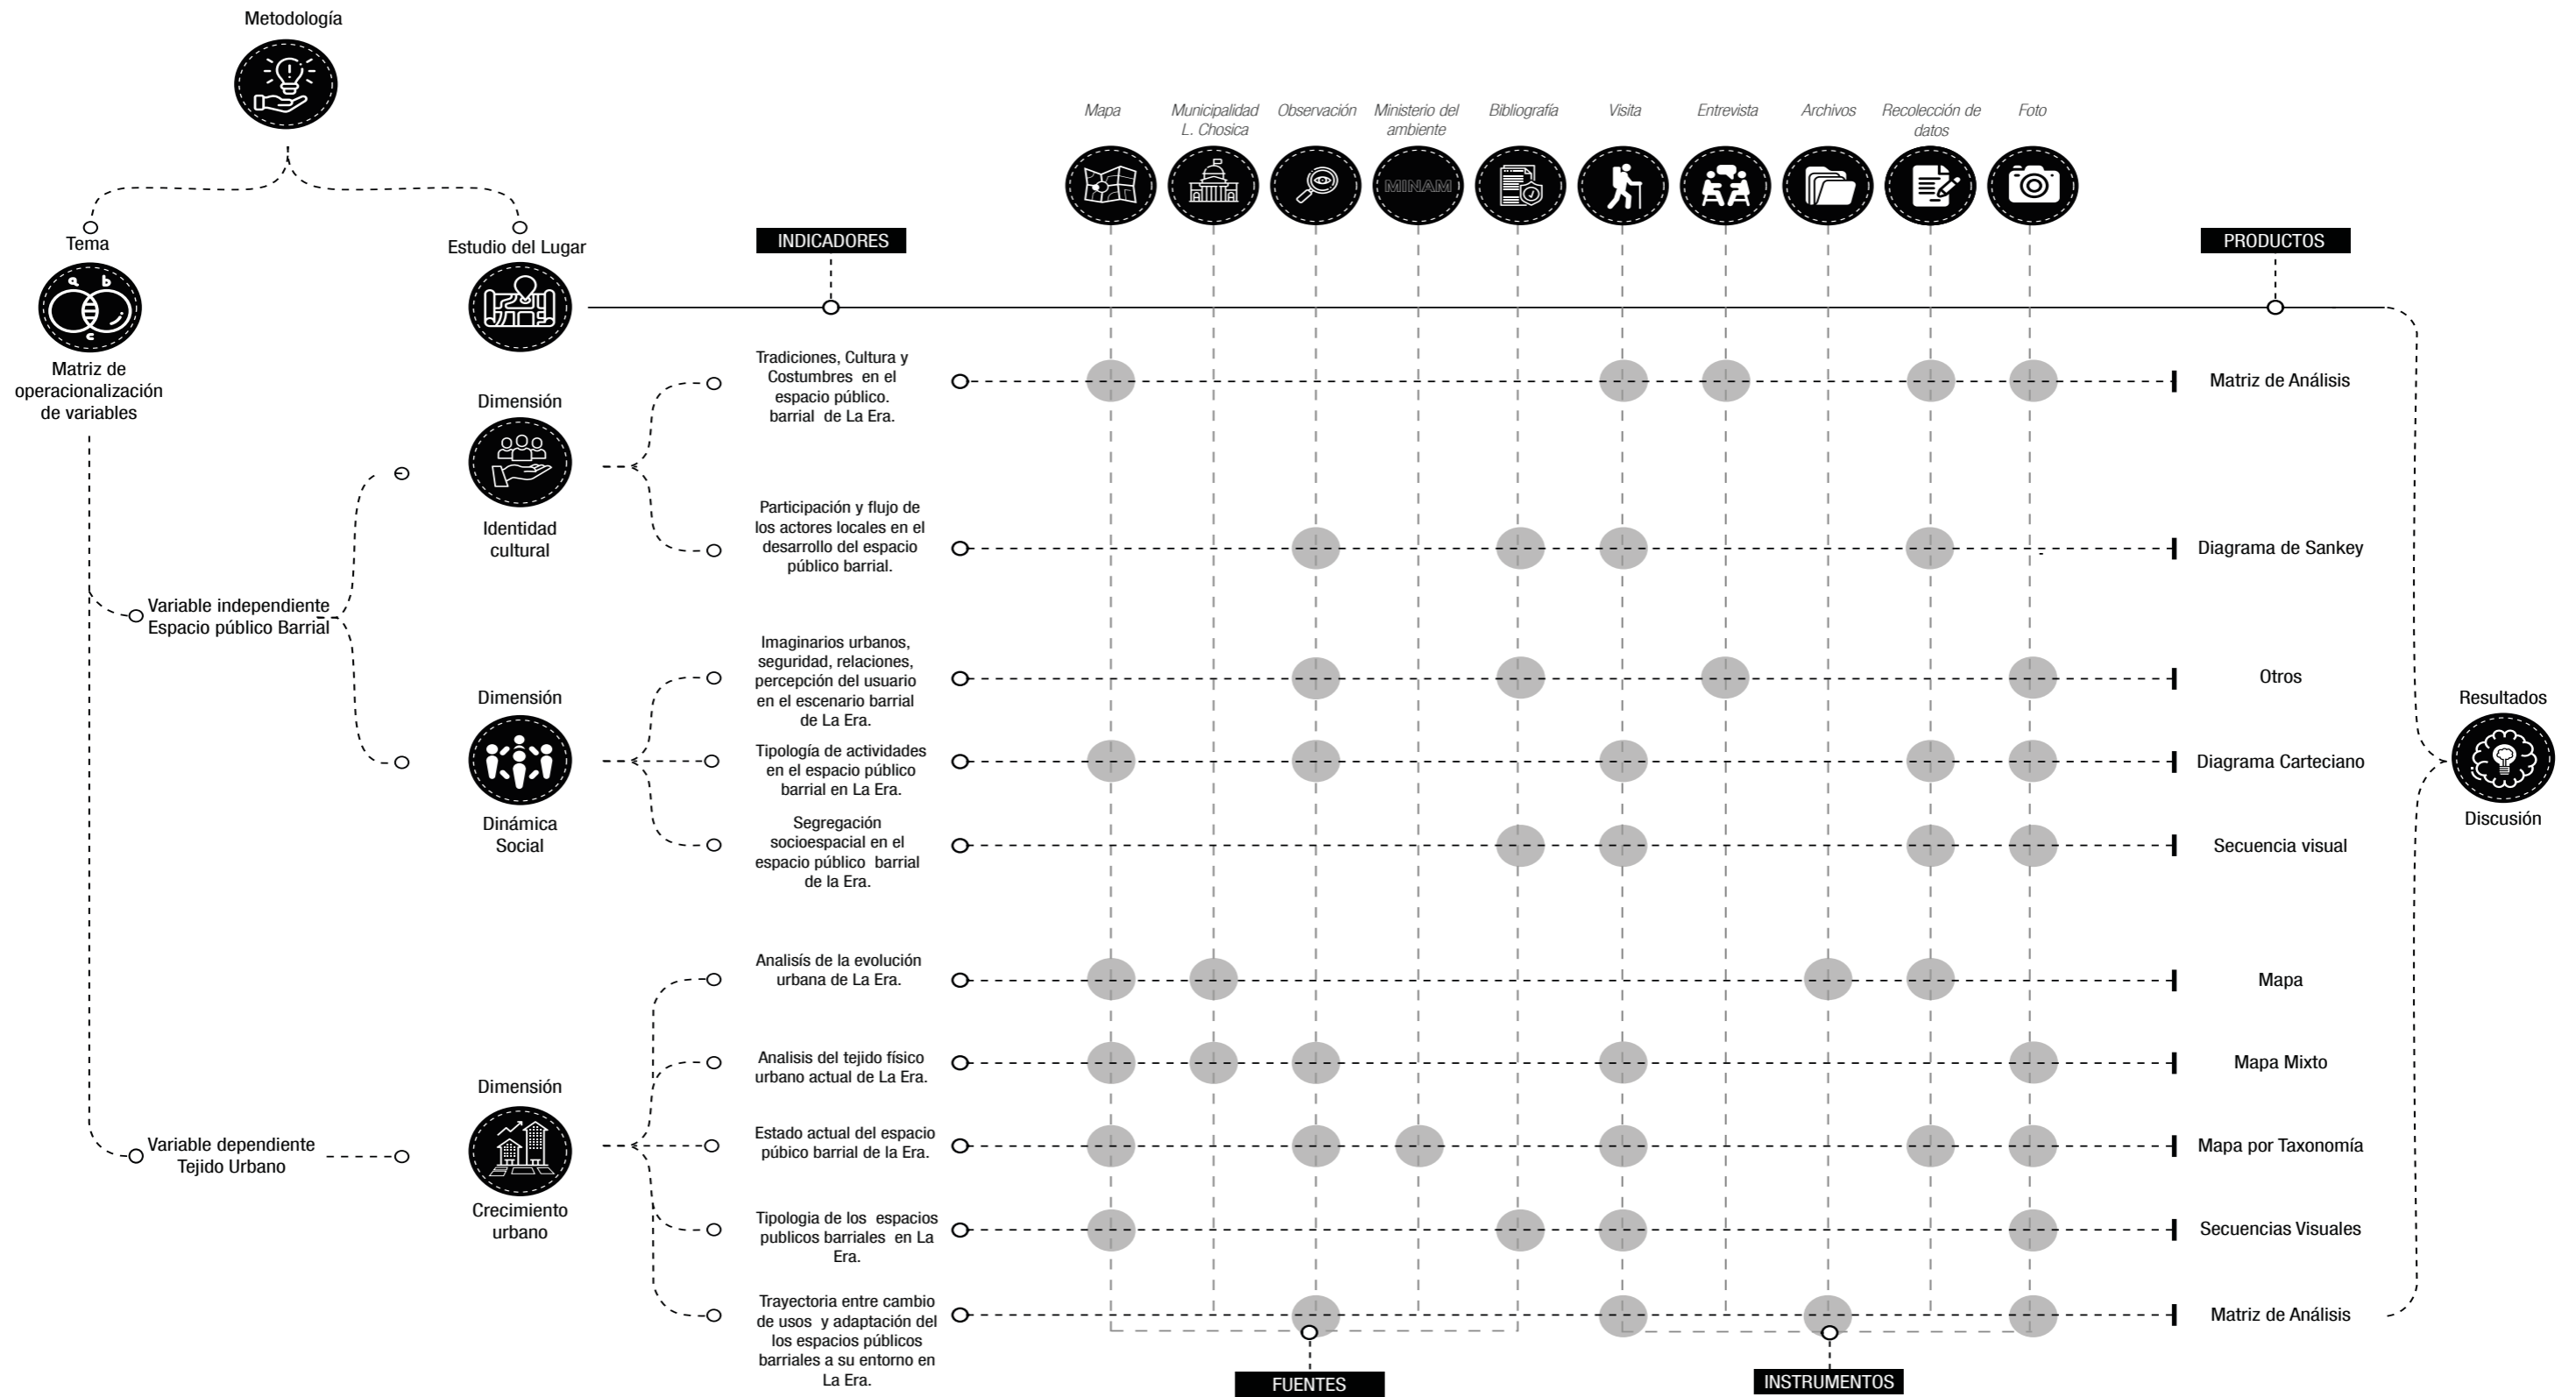 Metodología
Tema
Estudio del Lugar
a b
c
Matriz de
operacionalización
de variables
Variable independiente
Espacio público Barrial
Variable dependiente
Tejido Urbano
Dimensión
Identidad
cultural
Dimensión
Dinámica
Social
Dimensión
Crecimiento
urbano
INDICADORES
Mapa
Municipalidad
L. Chosica
Observación
Ministerio del
ambiente
MINAM
Bibliografía
Visita
Entrevista
Archivos
Recolección de
datos
Foto
PRODUCTOS
Tradiciones, Cultura y
Costumbres en el
espacio público.
barrial de La Era.
Matriz de Análisis
Participación y flujo de
los actores locales en el
desarrollo del espacio
público barrial.
Diagrama de Sankey
Imaginarios urbanos,
seguridad, relaciones,
percepción del usuario
en el escenario barrial
de La Era.
Otros
Tipología de actividades
en el espacio público
barrial en La Era.
Diagrama Carteciano
Segregación
socioespacial en el
espacio público barrial
de la Era.
Secuencia visual
Analisís de la evolución
urbana de La Era.
Mapa
Analisis del tejido físico
urbano actual de La Era.
Mapa Mixto
Estado actual del espacio
púbico barrial de la Era.
Mapa por Taxonomía
Tipologia de los espacios
publicos barriales en La
Era.
Secuencias Visuales
Trayectoria entre cambio
de usos y adaptación del
los espacios públicos
barriales a su entorno en
La Era.
Matriz de Análisis
FUENTES
INSTRUMENTOS
Resultados
Discusión